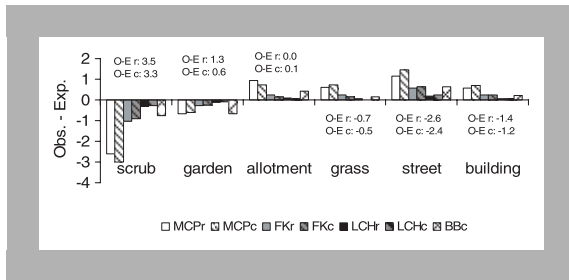 2
1
0
-1
-2
-3
-4
Obs. - Exp.
O-E r: 3.5
O-E c: 3.3
O-E r: 1.3
O-E c: 0.6
O-E r: 0.0
O-E c: 0.1
O-E r: -0.7
O-E c: -0.5
O-E r: -2.6
O-E c: -2.4
O-E r: -1.4
O-E c: -1.2
scrub garden allotment grass street building
MCPr MCPc FKr FKc LCHr LCHc BBc